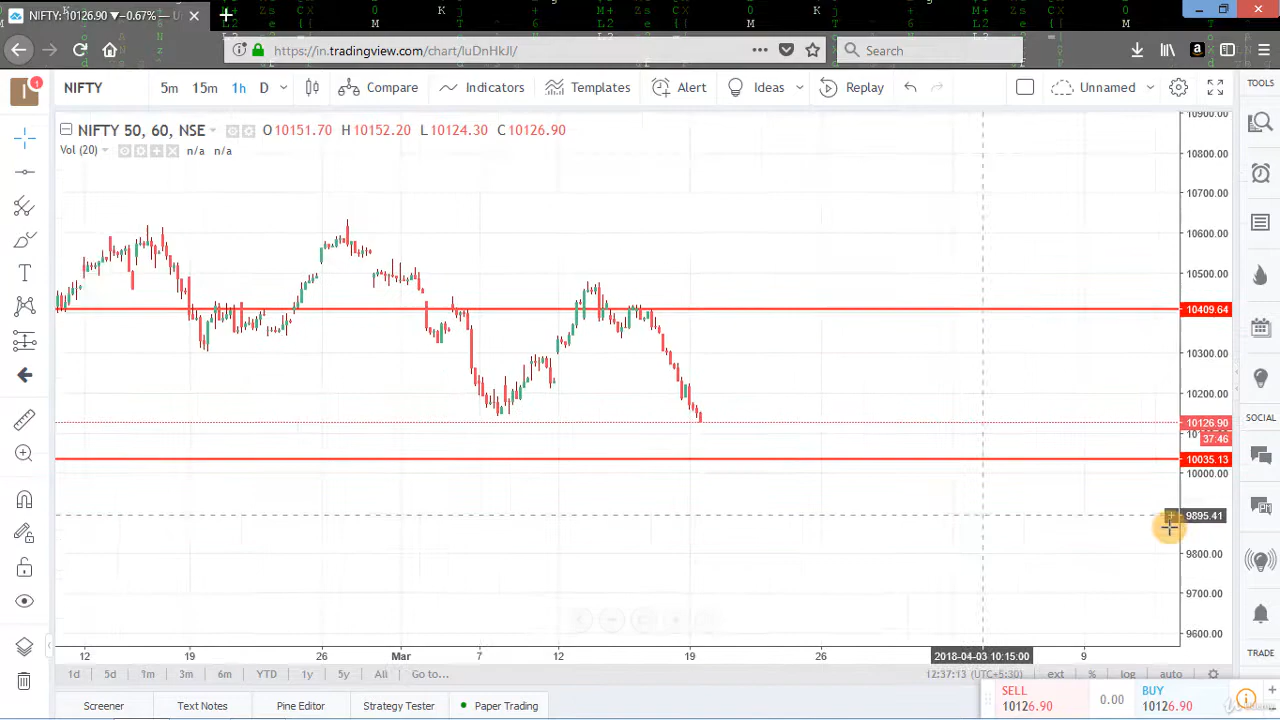 NIFTY: 10126.90 ▼−0.67% — U
https://in.tradingview.com/chart/luDnHkJl/
Search
1
NIFTY 5m 15m 1h D Compare Indicators Templates Alert Ideas Replay Unnamed
TOOLS
NIFTY 50, 60, NSE O10151.70 H10152.20 L10124.30 C10126.90
Vol (20) n/a n/a
10900.00
10800.00
10700.00
10600.00
10500.00
10409.64
10300.00
10200.00
10126.90
37:46
10035.13
10000.00
9895.41
9800.00
9700.00
9600.00
SOCIAL
TRADE
12 19 26 Mar 7 12 19 26 2018-04-03 10:15:00 9
1d 5d 1m 3m 6m YTD 1y 5y All Go to... 12:37:13 (UTC+5:30) ext % log auto
SELL 0.00 BUY
10126.90 10126.90
Screener Text Notes Pine Editor Strategy Tester Paper Trading